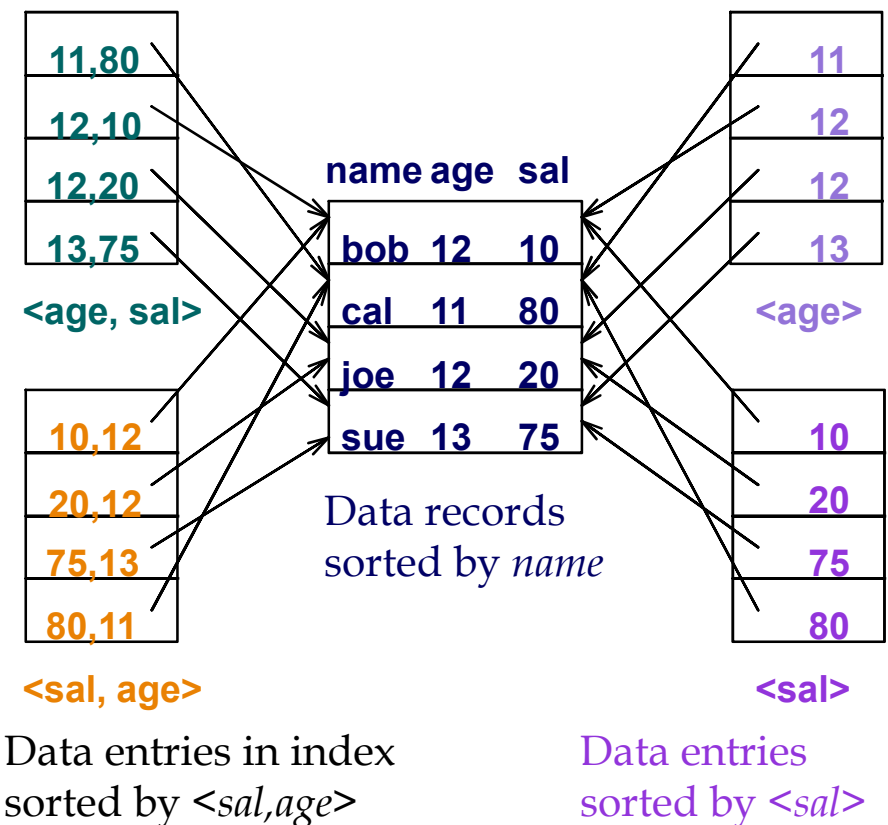 11,80
12,10
12,20
13,75
<age, sal>
10,12
20,12
75,13
80,11
<sal, age>
Data entries in index
sorted by <sal,age>
name age sal
bob 12 10
cal 11 80
joe 12 20
sue 13 75
Data records
sorted by name
11
12
12
13
<age>
10
20
75
80
<sal>
Data entries
sorted by <sal>